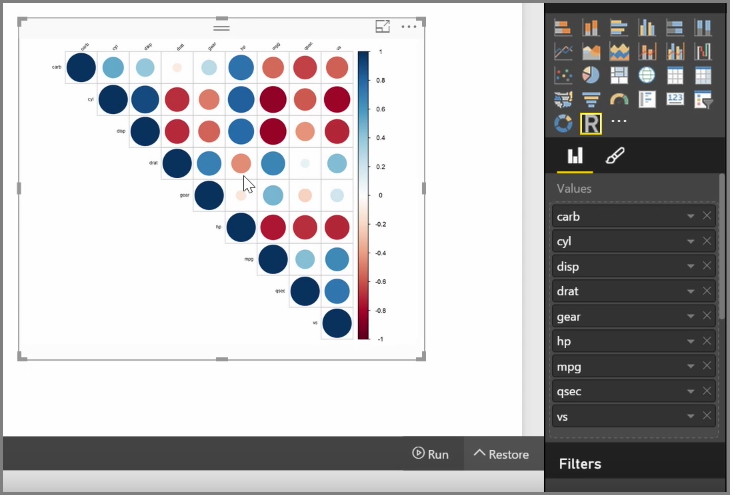 carb
cyl
disp
drat
gear
hp
mpg
qsec
vs
carb
cyl
disp
drat
gear
hp
mpg
qsec
vs
1
0.8
0.6
0.4
0.2
0
-0.2
-0.4
-0.6
-0.8
-1
R
123
Values
carb
cyl
disp
drat
gear
hp
mpg
qsec
vs
Run
Restore
Filters